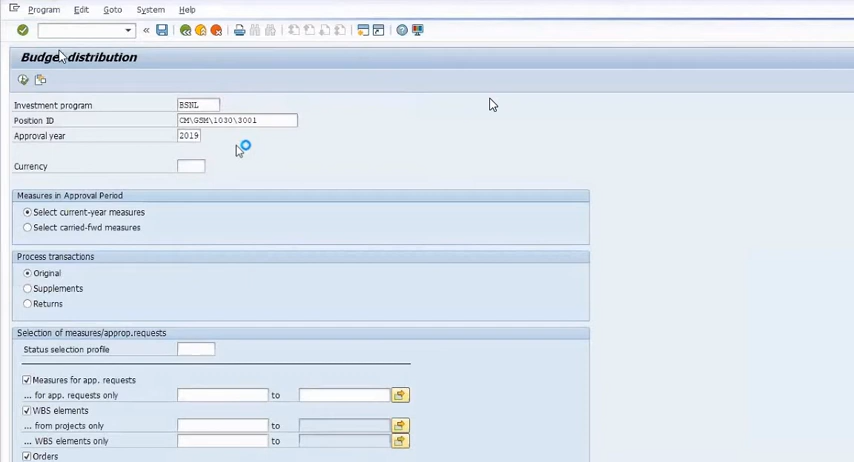 Program Edit Goto System Help
Budget distribution
Investment program BSNL
Position ID CM\GSM\1030\3001
Approval year 2019
Currency
Measures in Approval Period
Select current-year measures
Select carried-fwd measures
Process transactions
Original
Supplements
Returns
Selection of measures/approp.requests
Status selection profile
Measures for app. requests
... for app. requests only to
WBS elements
... from projects only to
... WBS elements only to
Orders